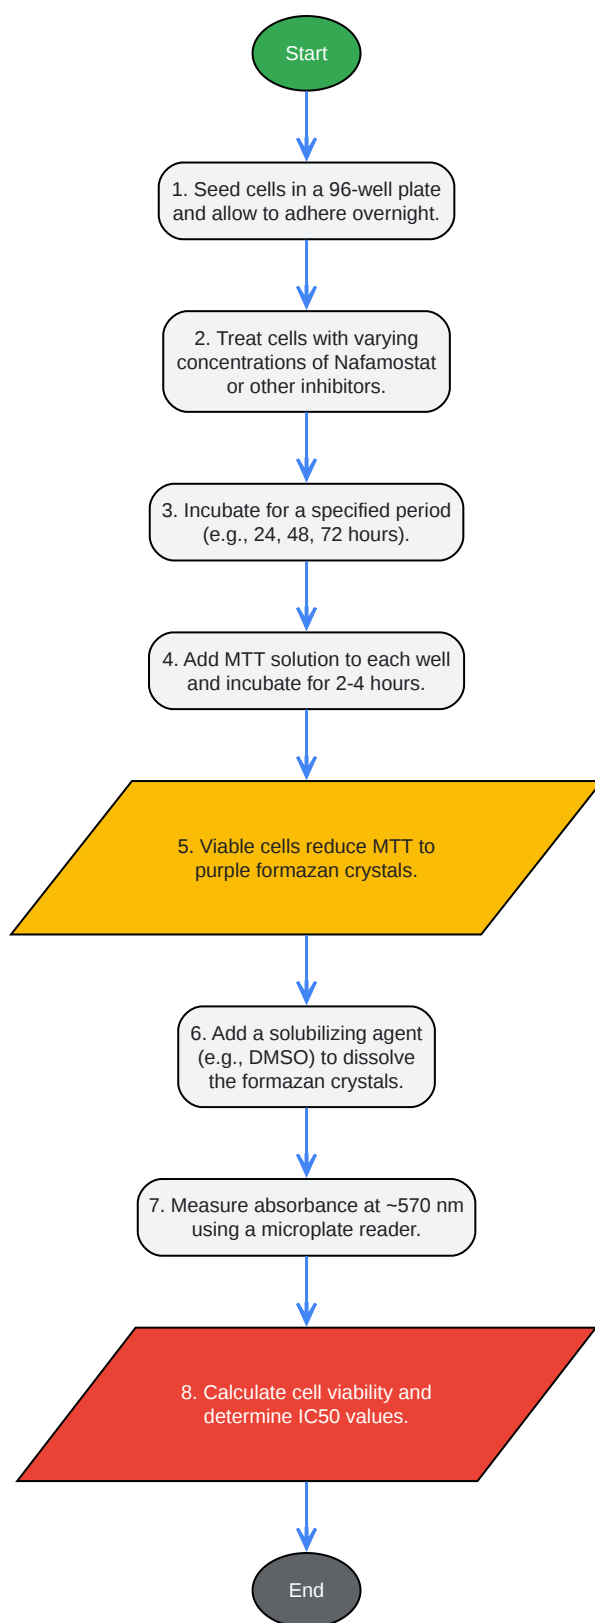 Start
1. Seed cells in a 96-well plate
and allow to adhere overnight.
2. Treat cells with varying
concentrations of Nafamostat
or other inhibitors.
3. Incubate for a specified period
(e.g., 24, 48, 72 hours).
4. Add MTT solution to each well
and incubate for 2-4 hours.
5. Viable cells reduce MTT to
purple formazan crystals.
6. Add a solubilizing agent
(e.g., DMSO) to dissolve
the formazan crystals.
7. Measure absorbance at ~570 nm
using a microplate reader.
8. Calculate cell viability and
determine IC50 values.
End